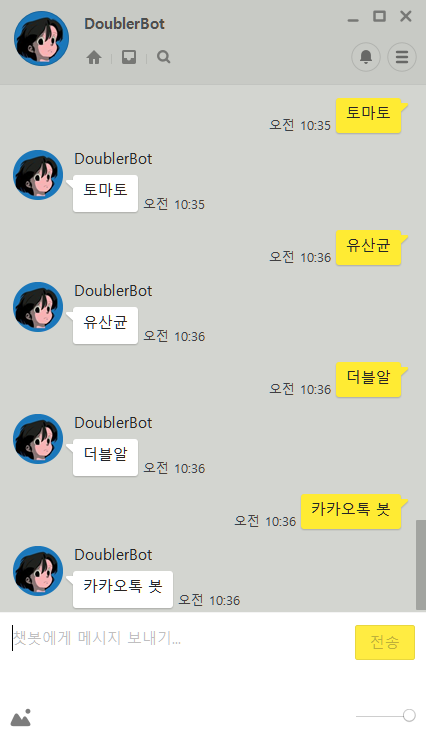 DoublerBot
토마토
오전 10:35
DoublerBot
토마토
오전 10:35
유산균
오전 10:36
DoublerBot
유산균
오전 10:36
더블알
오전 10:36
DoublerBot
더블알
오전 10:36
카카오톡 봇
오전 10:36
DoublerBot
카카오톡 봇
오전 10:36
챗봇에게 메시지 보내기...
전송